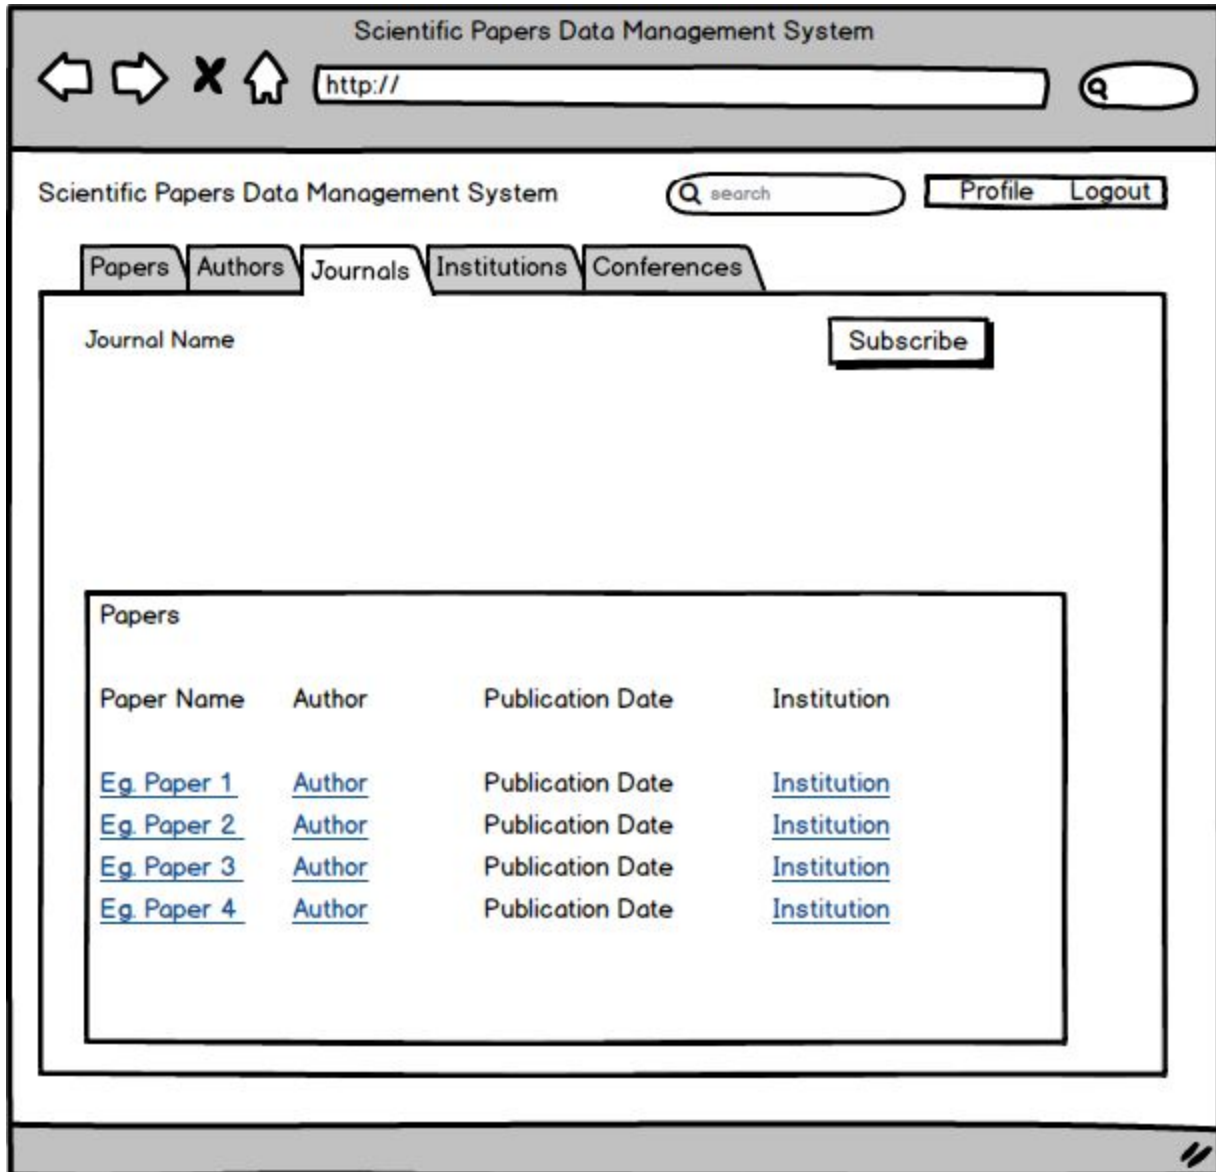 Scientific Papers Data Management System
http://
Scientific Papers Data Management System
search
Profile Logout
Papers Authors Journals Institutions Conferences
Journal Name
Subscribe
Papers
Paper Name Author Publication Date Institution
Eg. Paper 1 Author Publication Date Institution
Eg. Paper 2 Author Publication Date Institution
Eg. Paper 3 Author Publication Date Institution
Eg. Paper 4 Author Publication Date Institution